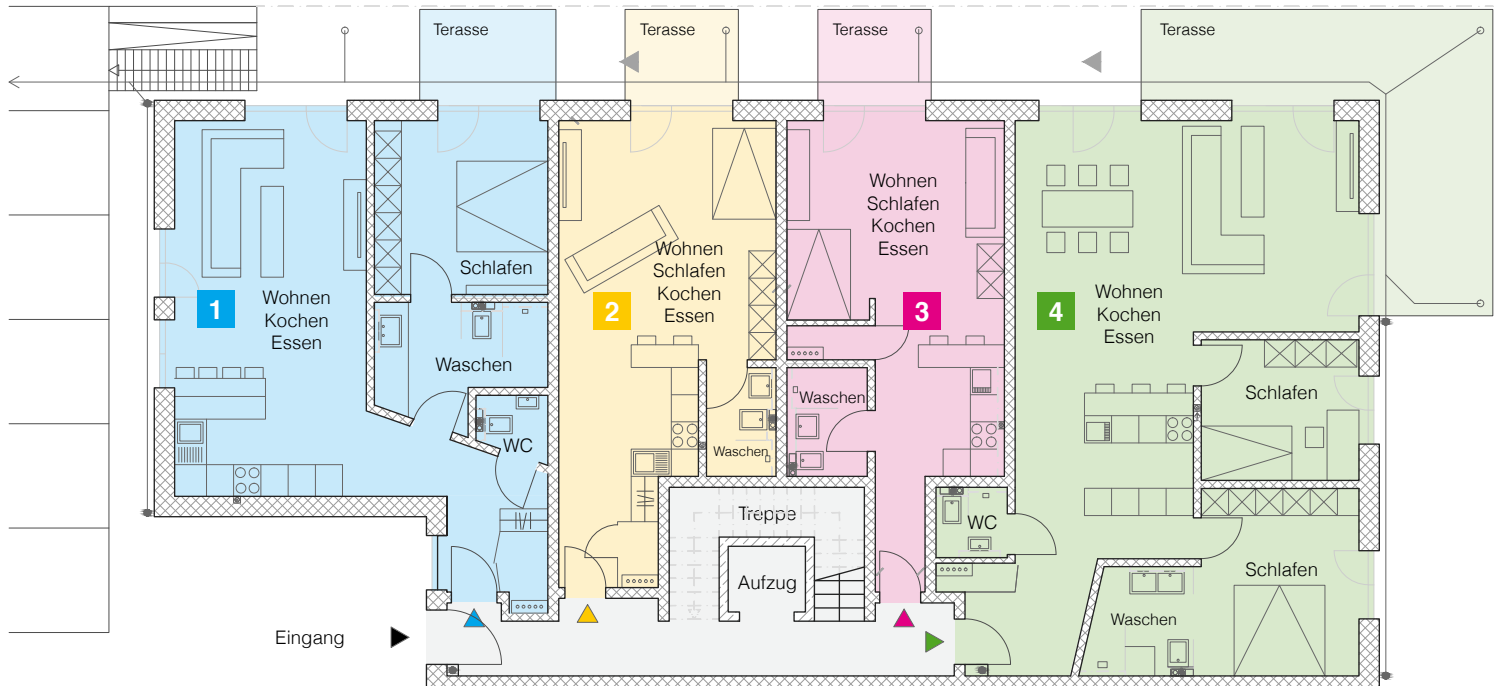 Terasse
Terasse
Terasse
Terasse
1
Wohnen
Kochen
Essen
Schlafen
Waschen
WC
2
Wohnen
Schlafen
Kochen
Essen
Waschen
3
Wohnen
Schlafen
Kochen
Essen
Waschen
4
Wohnen
Kochen
Essen
Schlafen
WC
Schlafen
Waschen
Treppe
Aufzug
Eingang